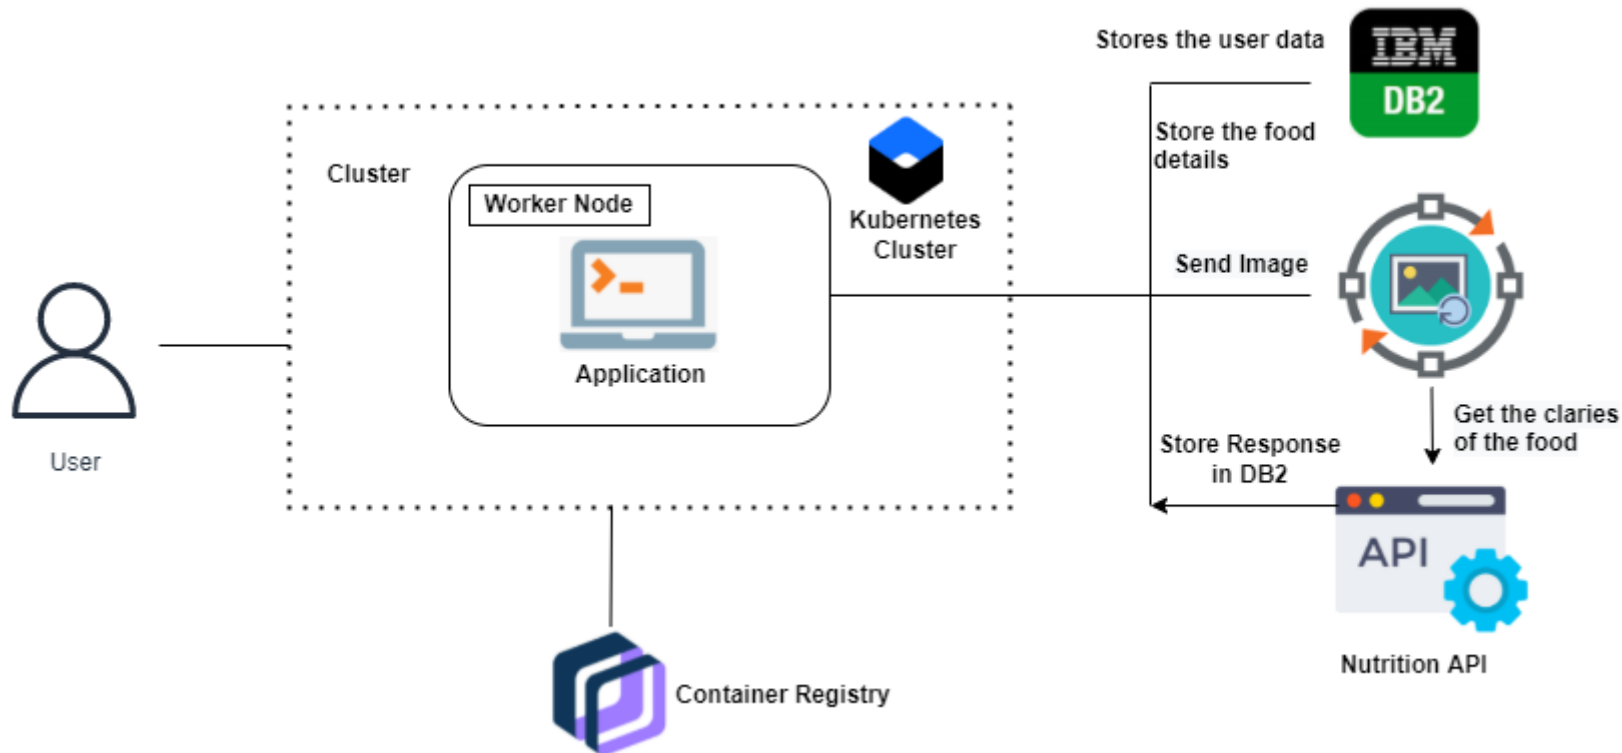 Stores the user data
IBM
DB2
Store the food
details
Cluster
Worker Node
Kubernetes
Cluster
Send Image
Application
Get the claries
of the food
User
Store Response
in DB2
API
Nutrition API
Container Registry